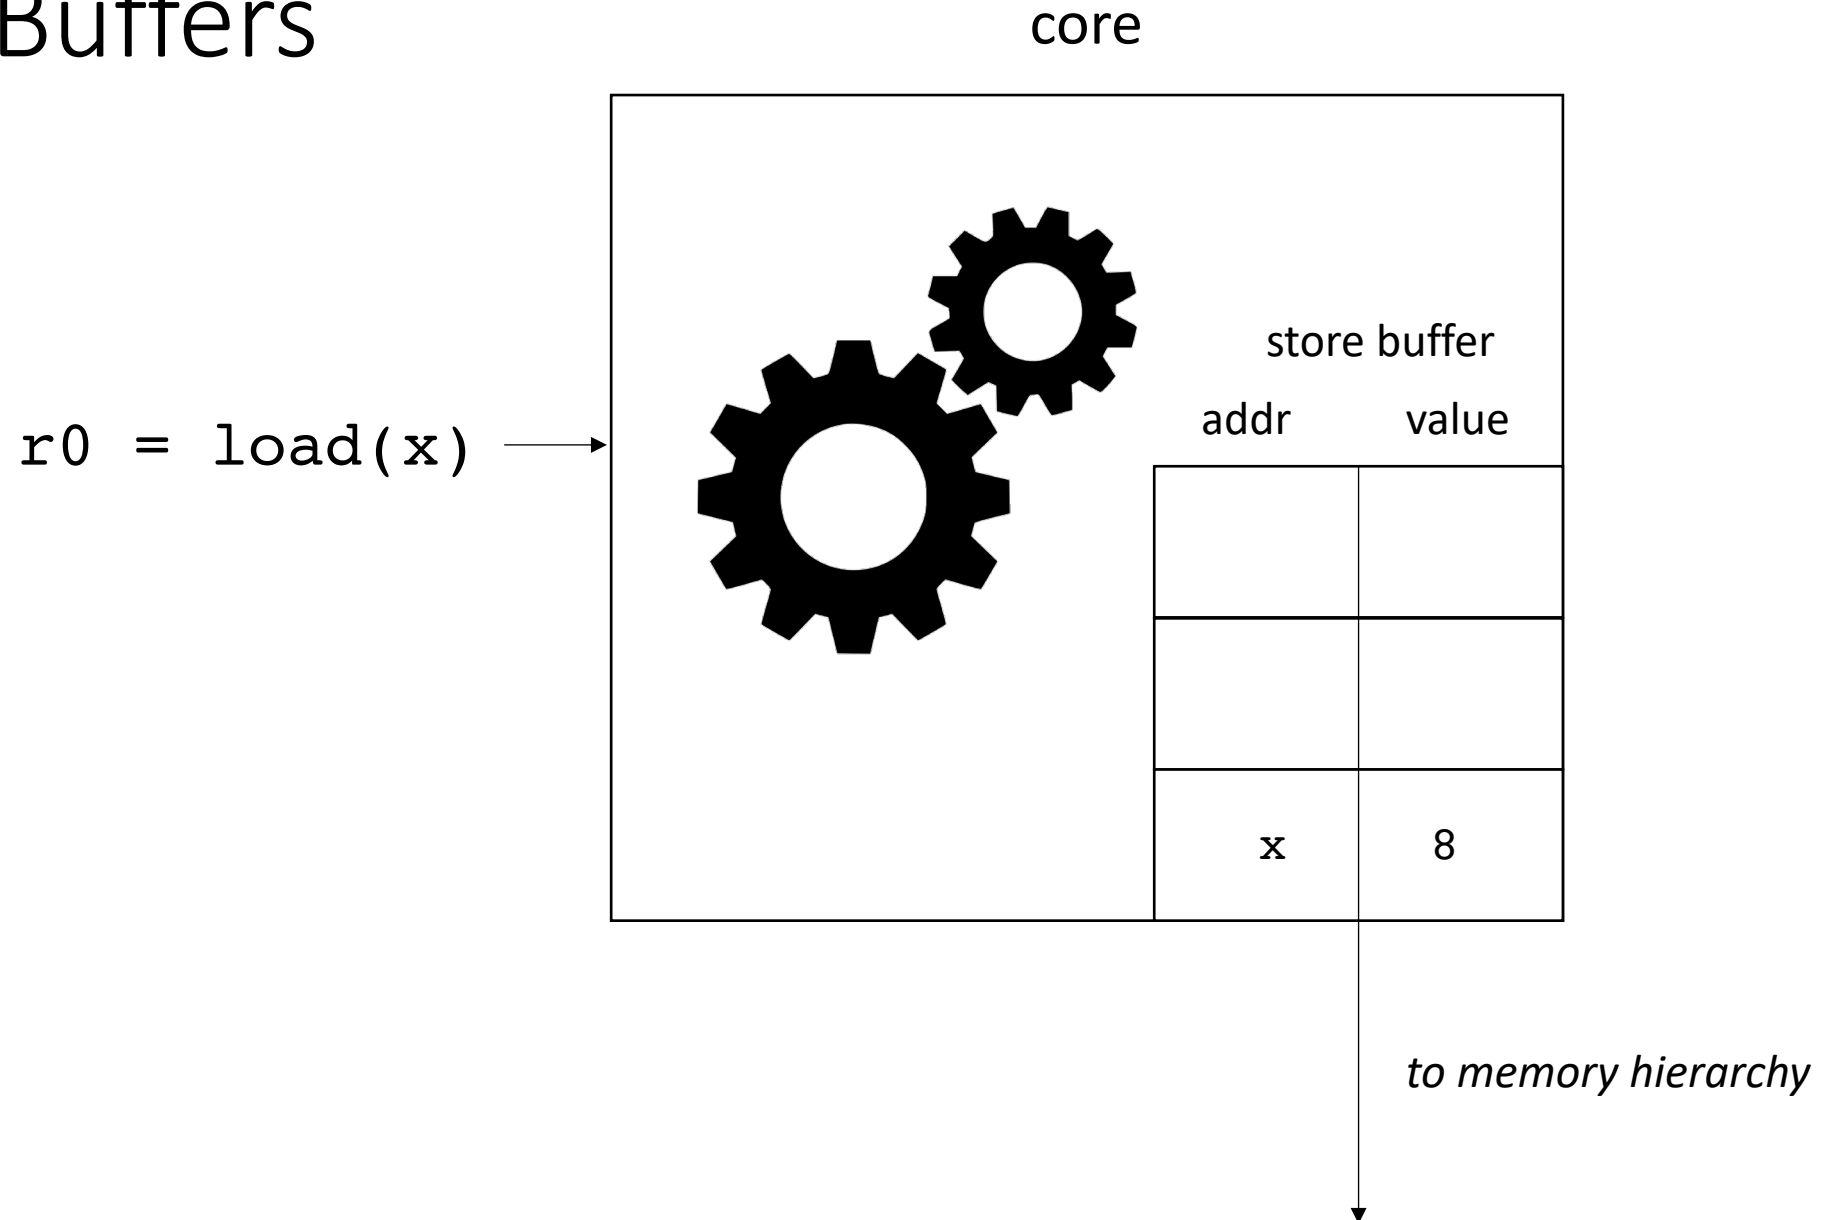 Buffers
core
r0 = load(x)
store buffer
addr value
x 8
to memory hierarchy